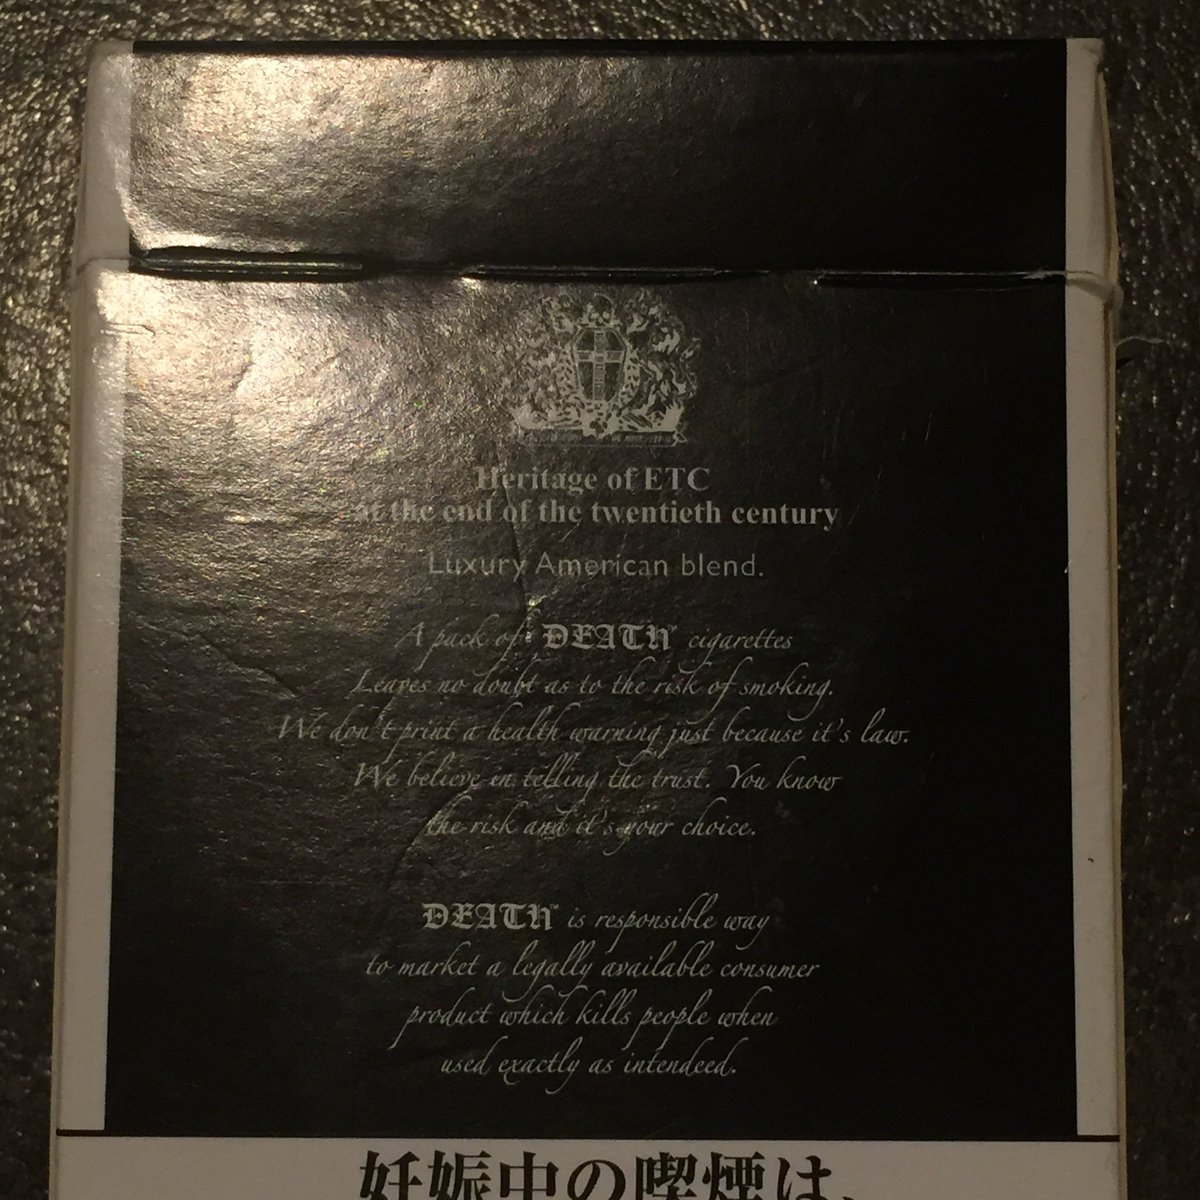 Heritage of ETC
at the end of the twentieth century
Luxury American blend.
A pack of DEATH™ cigarettes
Leaves no doubt as to the risk of smoking.
We don't print a health warning just because it's law.
We believe in telling the trust. You know
the risk and it's your choice.
DEATH™ is responsible way
to market a legally available consumer
product which kills people when
used exactly as intendeed.
妊娠中の喫煙は、